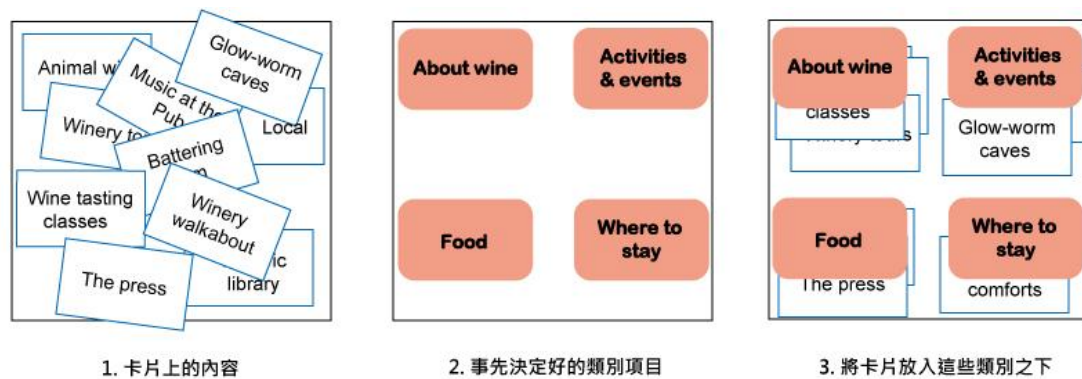 Glow-worm
caves
Animal
Music at the
Pub
Winery
Local
Battering
Wine tasting
classes
Winery
walkabout
library
The press
About wine
Activities
& events
Food
Where to
stay
About wine
Activities
& events
classes
Glow-worm
caves
Food
Where to
stay
The press
comforts
1. 卡片上的內容
2. 事先決定好的類別項目
3. 將卡片放入這些類別之下